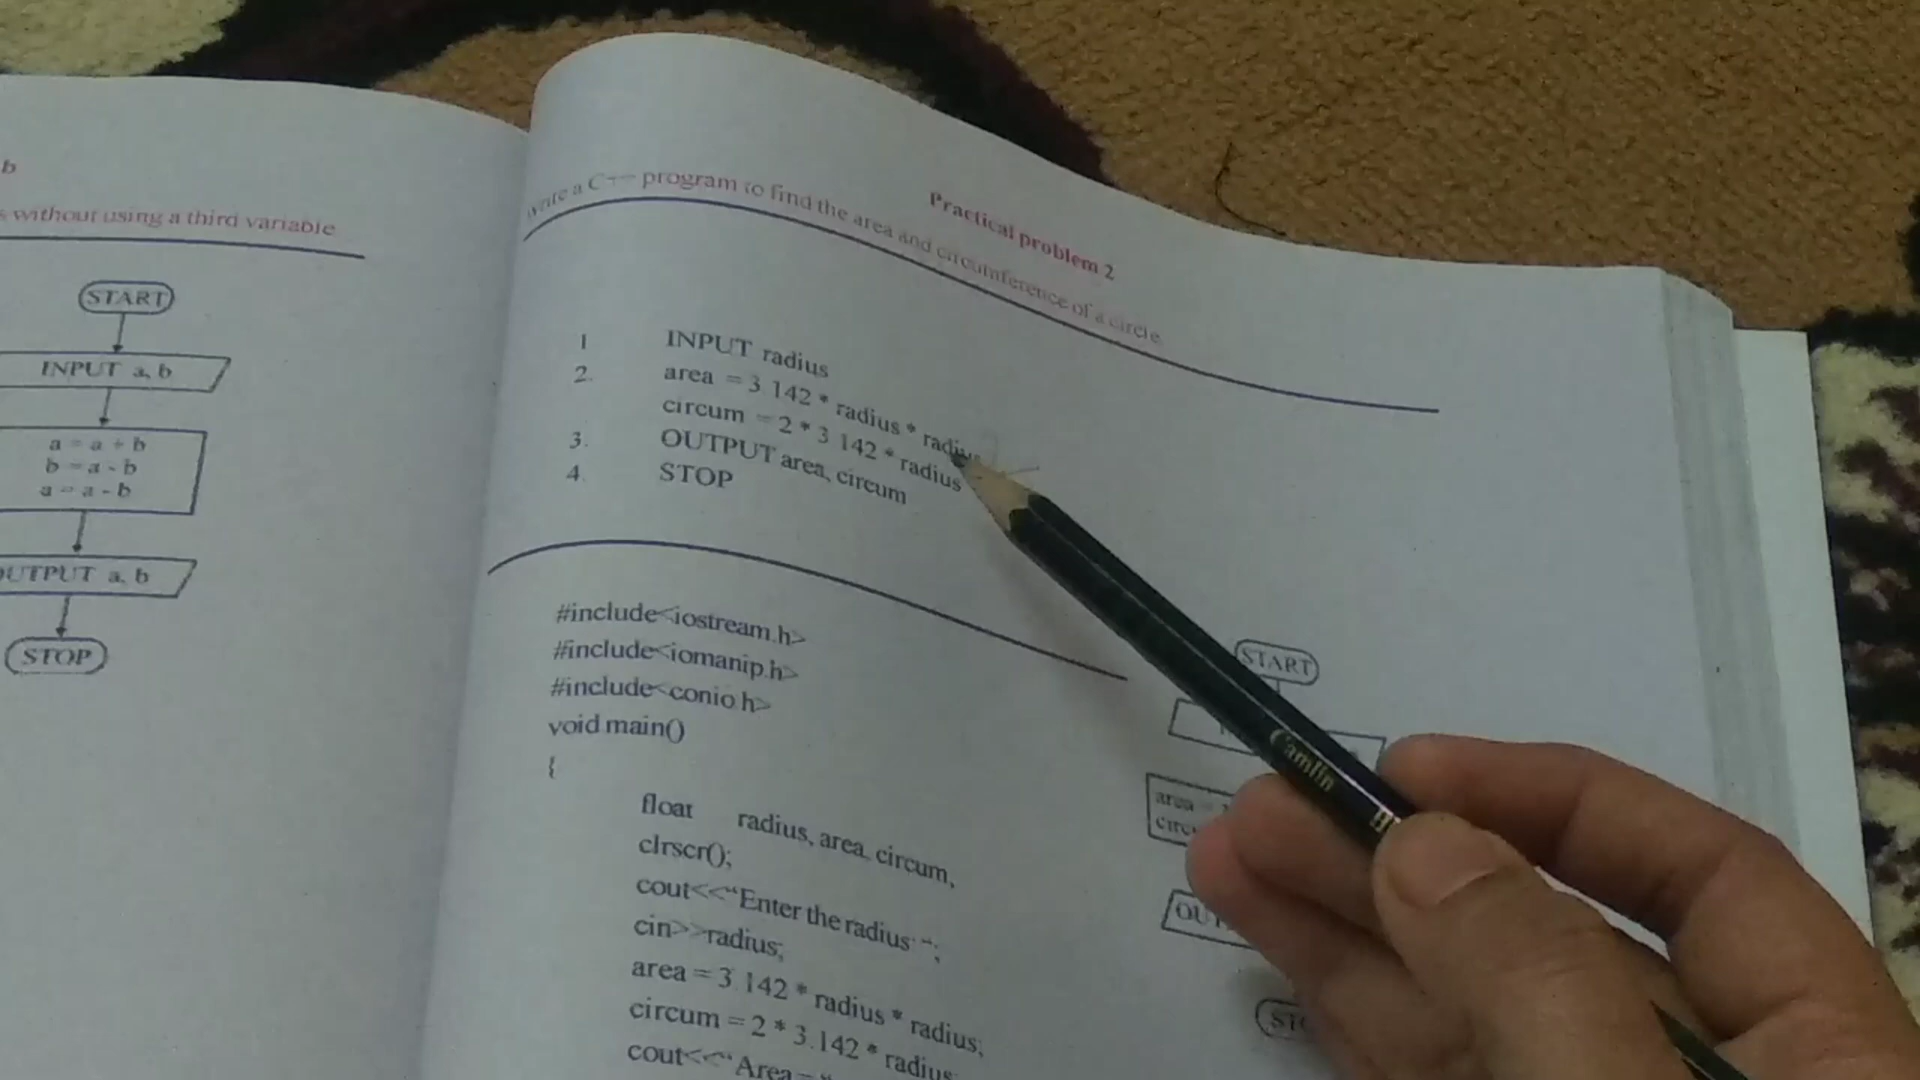 b
s without using a third variable
START
INPUT a, b
a = a + b
b = a - b
a = a - b
OUTPUT a, b
STOP
Practical problem 2
Write a C++ program to find the area and circumference of a circle
1 INPUT radius
2. area = 3.142 * radius * radius
circum = 2 * 3.142 * radius
3. OUTPUT area, circum
4. STOP
#include<iostream.h>
#include<iomanip.h>
#include<conio.h>
void main()
{
float radius, area, circum,
clrscr();
cout<<"Enter the radius: ";
cin>>radius;
area = 3.142 * radius * radius;
circum = 2 * 3.142 * radius
cout<<"Area = "
START
area =
Camlin